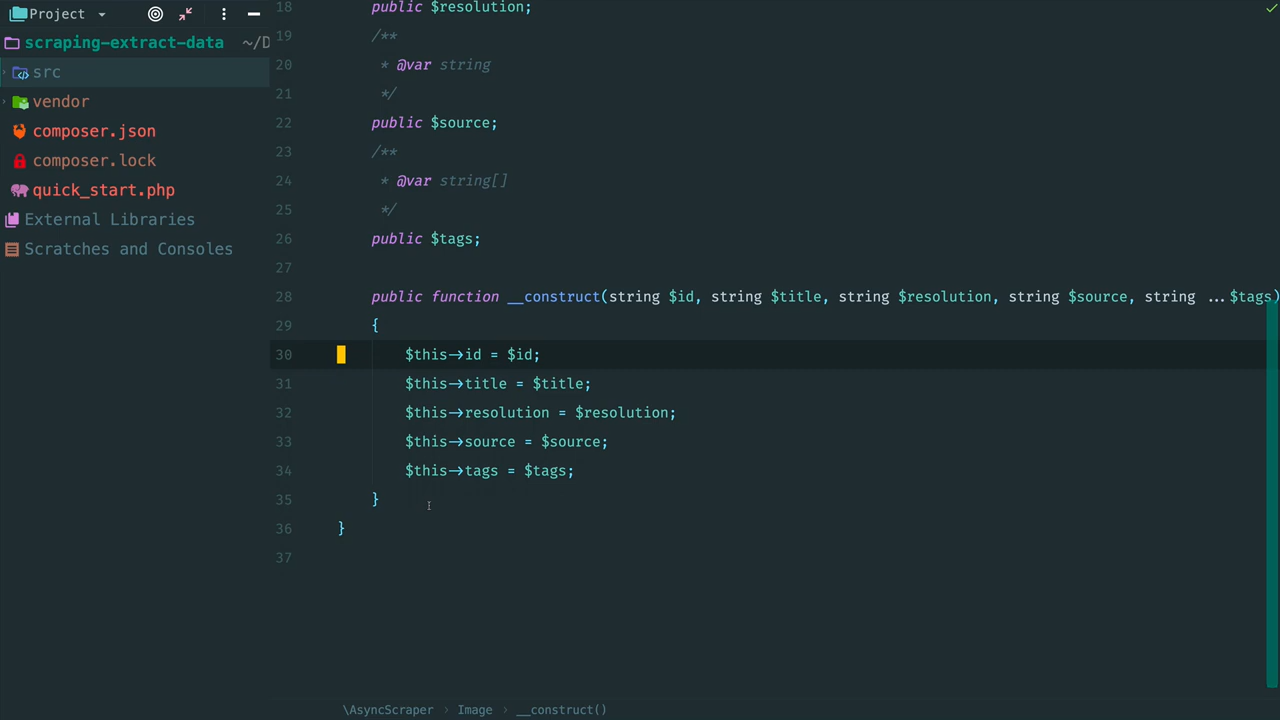 Project
scraping-extract-data ~/D
src
vendor
composer.json
composer.lock
quick_start.php
External Libraries
Scratches and Consoles
18 public $resolution;
19 /**
20 * @var string
21 */
22 public $source;
23 /**
24 * @var string[]
25 */
26 public $tags;
27
28 public function __construct(string $id, string $title, string $resolution, string $source, string ...$tags)
29 {
30 $this->id = $id;
31 $this->title = $title;
32 $this->resolution = $resolution;
33 $this->source = $source;
34 $this->tags = $tags;
35 }
36 }
37
\AsyncScraper › Image › __construct()